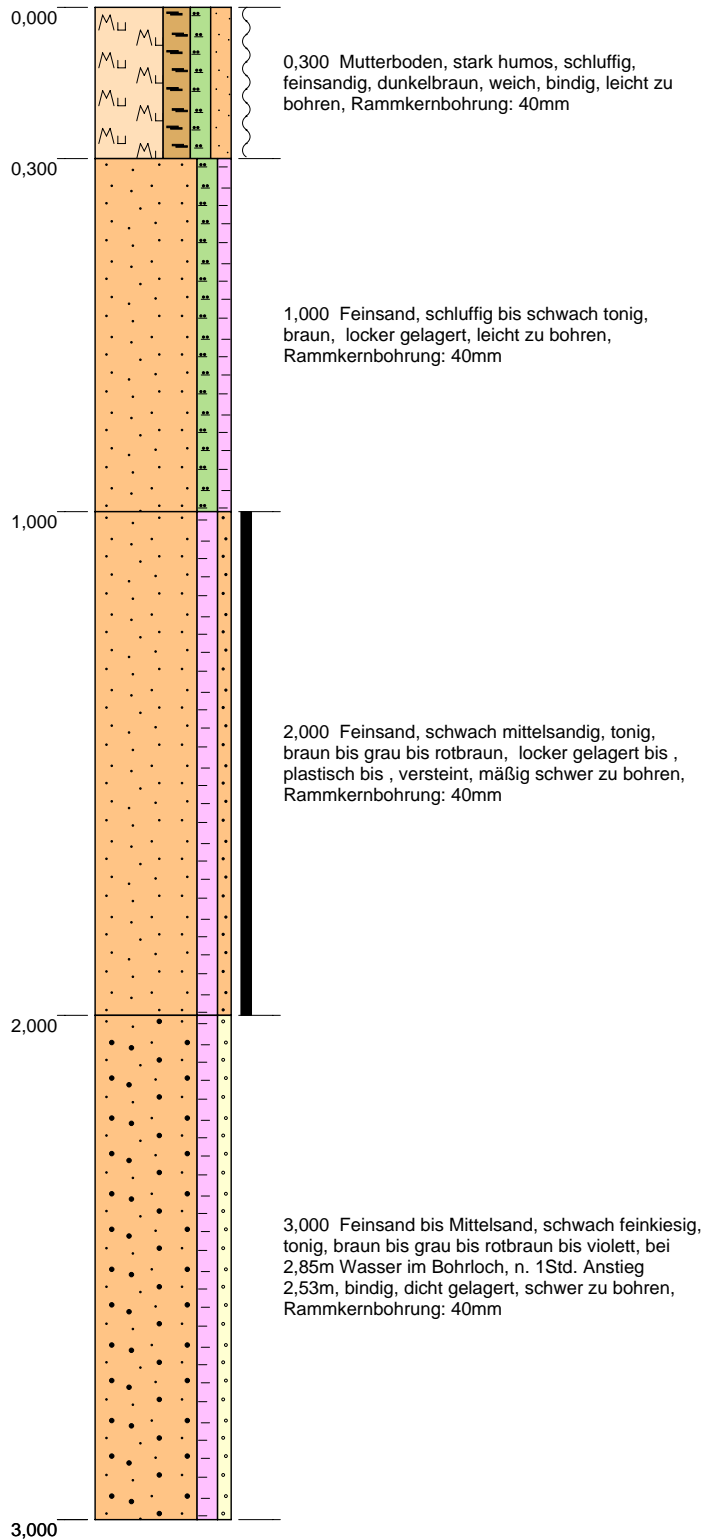 0,000
0,300 Mutterboden, stark humos, schluffig,
feinsandig, dunkelbraun, weich, bindig, leicht zu
bohren, Rammkernbohrung: 40mm
0,300
1,000 Feinsand, schluffig bis schwach tonig,
braun, locker gelagert, leicht zu bohren,
Rammkernbohrung: 40mm
1,000
2,000 Feinsand, schwach mittelsandig, tonig,
braun bis grau bis rotbraun, locker gelagert bis ,
plastisch bis , versteint, mäßig schwer zu bohren,
Rammkernbohrung: 40mm
2,000
3,000 Feinsand bis Mittelsand, schwach feinkiesig,
tonig, braun bis grau bis rotbraun bis violett, bei
2,85m Wasser im Bohrloch, n. 1Std. Anstieg
2,53m, bindig, dicht gelagert, schwer zu bohren,
Rammkernbohrung: 40mm
3,000